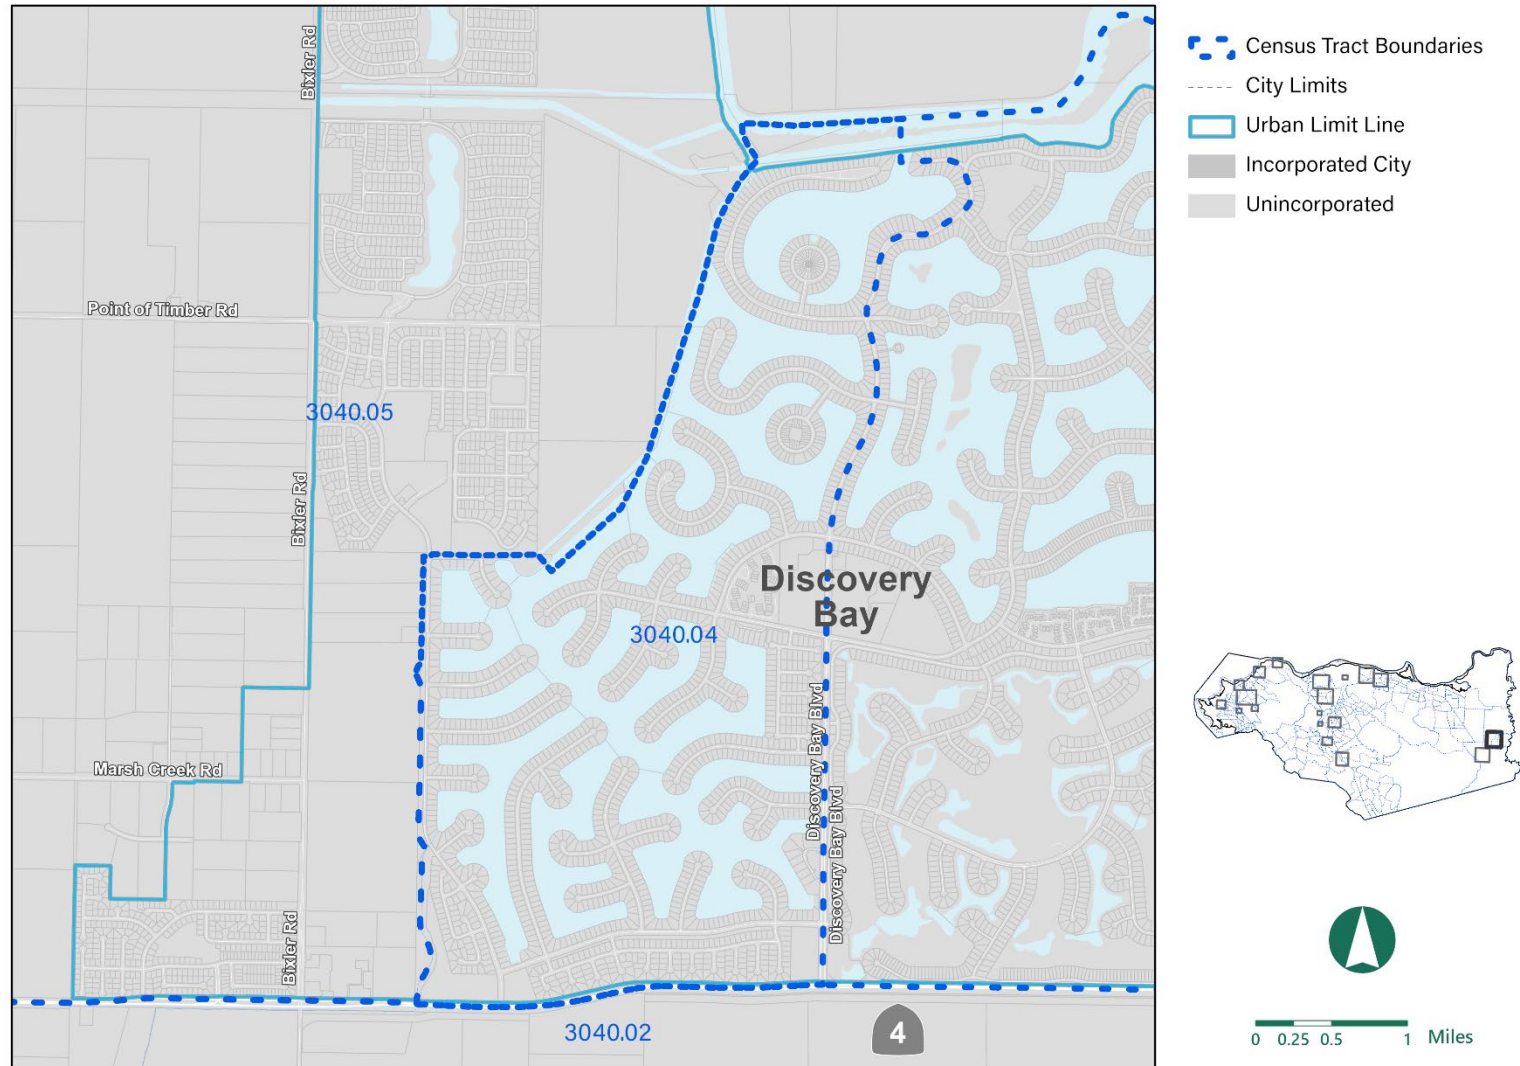 Bixler Rd
Point of Timber Rd
3040.05
Bixler Rd
Discovery
Bay
3040.04
Discovery Bay Blvd
Marsh Creek Rd
Discovery Bay Blvd
Bixler Rd
3040.02
4
Census Tract Boundaries
City Limits
Urban Limit Line
Incorporated City
Unincorporated
0 0.25 0.5 1 Miles